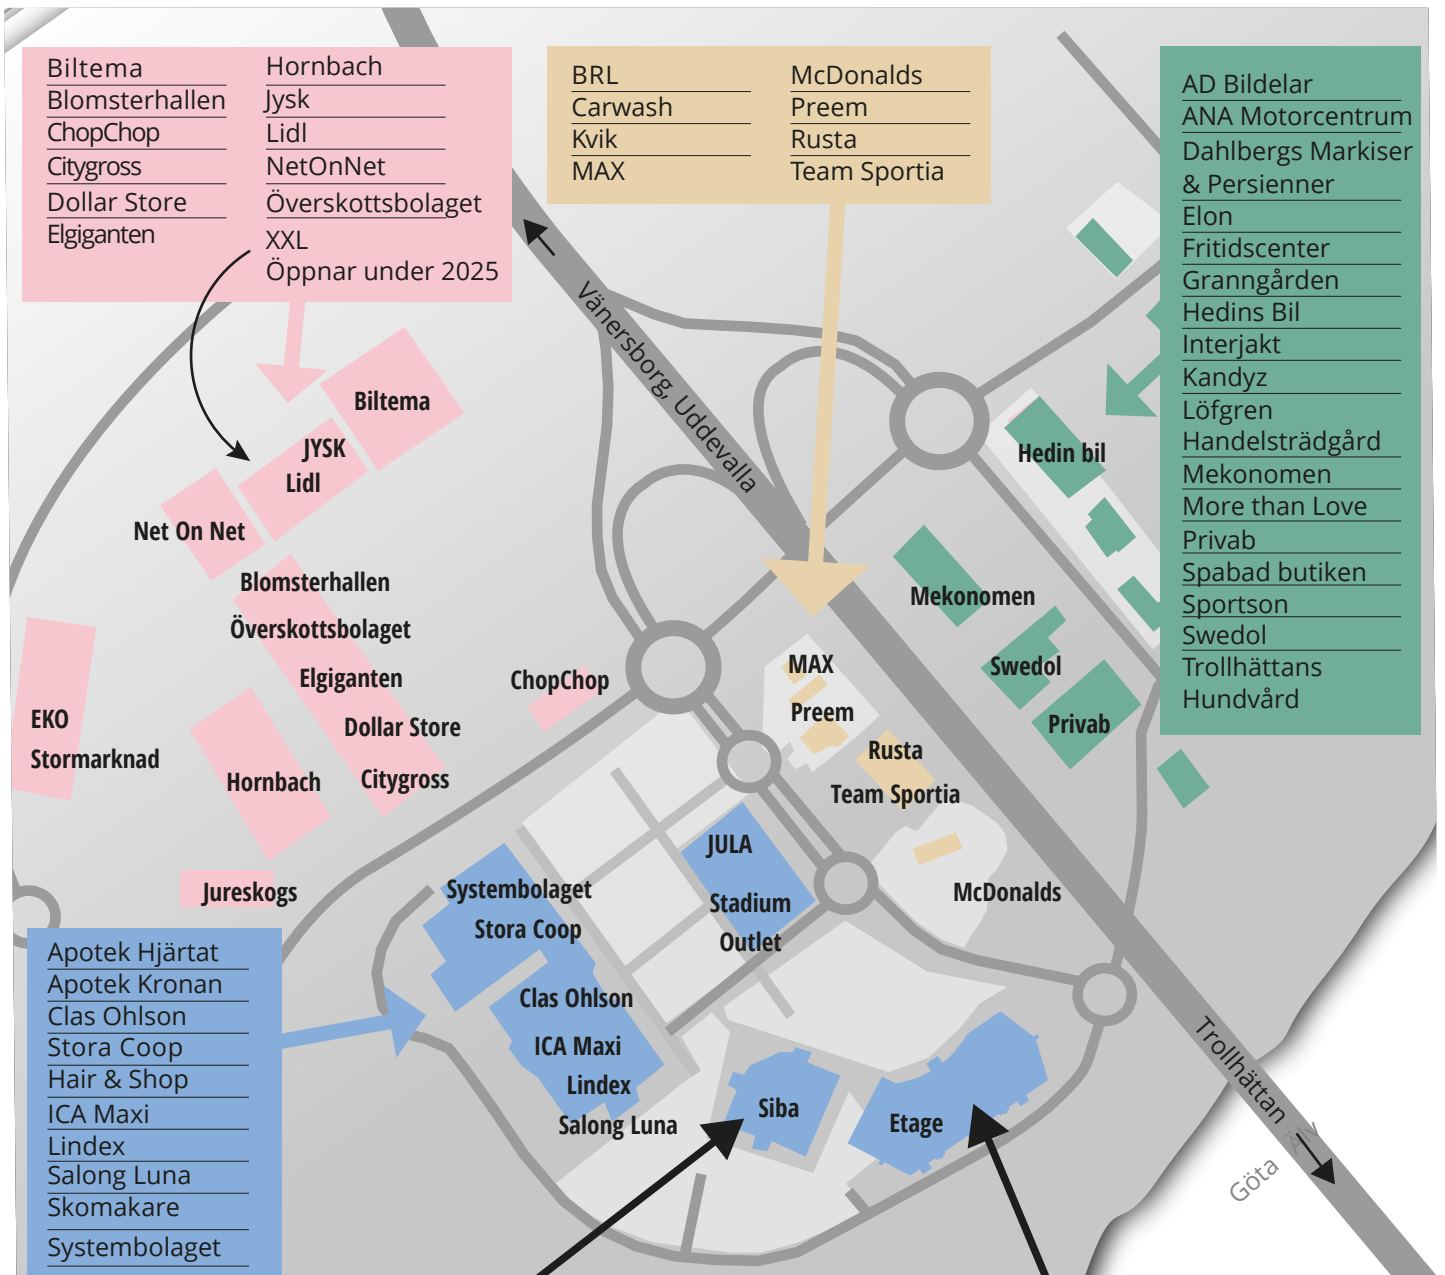 Biltema
Blomsterhallen
ChopChop
Citygross
Dollar Store
Elgiganten
Hornbach
Jysk
Lidl
NetOnNet
Överskottsbolaget
XXL
Öppnar under 2025
BRL
Carwash
Kvik
MAX
McDonalds
Preem
Rusta
Team Sportia
AD Bildelar
ANA Motorcentrum
Dahlbergs Markiser
& Persienner
Elon
Fritidscenter
Granngården
Hedins Bil
Interjakt
Kandyz
Löfgren
Handelsträdgård
Mekonomen
More than Love
Privab
Spabad butiken
Sportson
Swedol
Trollhättans
Hundvård
Vänersborg, Uddevalla
Biltema
JYSK
Lidl
Net On Net
Blomsterhallen
Överskottsbolaget
Elgiganten
Dollar Store
Citygross
ChopChop
EKO
Stormarknad
Hornbach
Jureskogs
Hedin bil
Mekonomen
Swedol
Privab
MAX
Preem
Rusta
Team Sportia
McDonalds
JULA
Stadium
Outlet
Systembolaget
Stora Coop
Clas Ohlson
ICA Maxi
Lindex
Salong Luna
Siba
Etage
Trollhättan
Göta Älv
Apotek Hjärtat
Apotek Kronan
Clas Ohlson
Stora Coop
Hair & Shop
ICA Maxi
Lindex
Salong Luna
Skomakare
Systembolaget